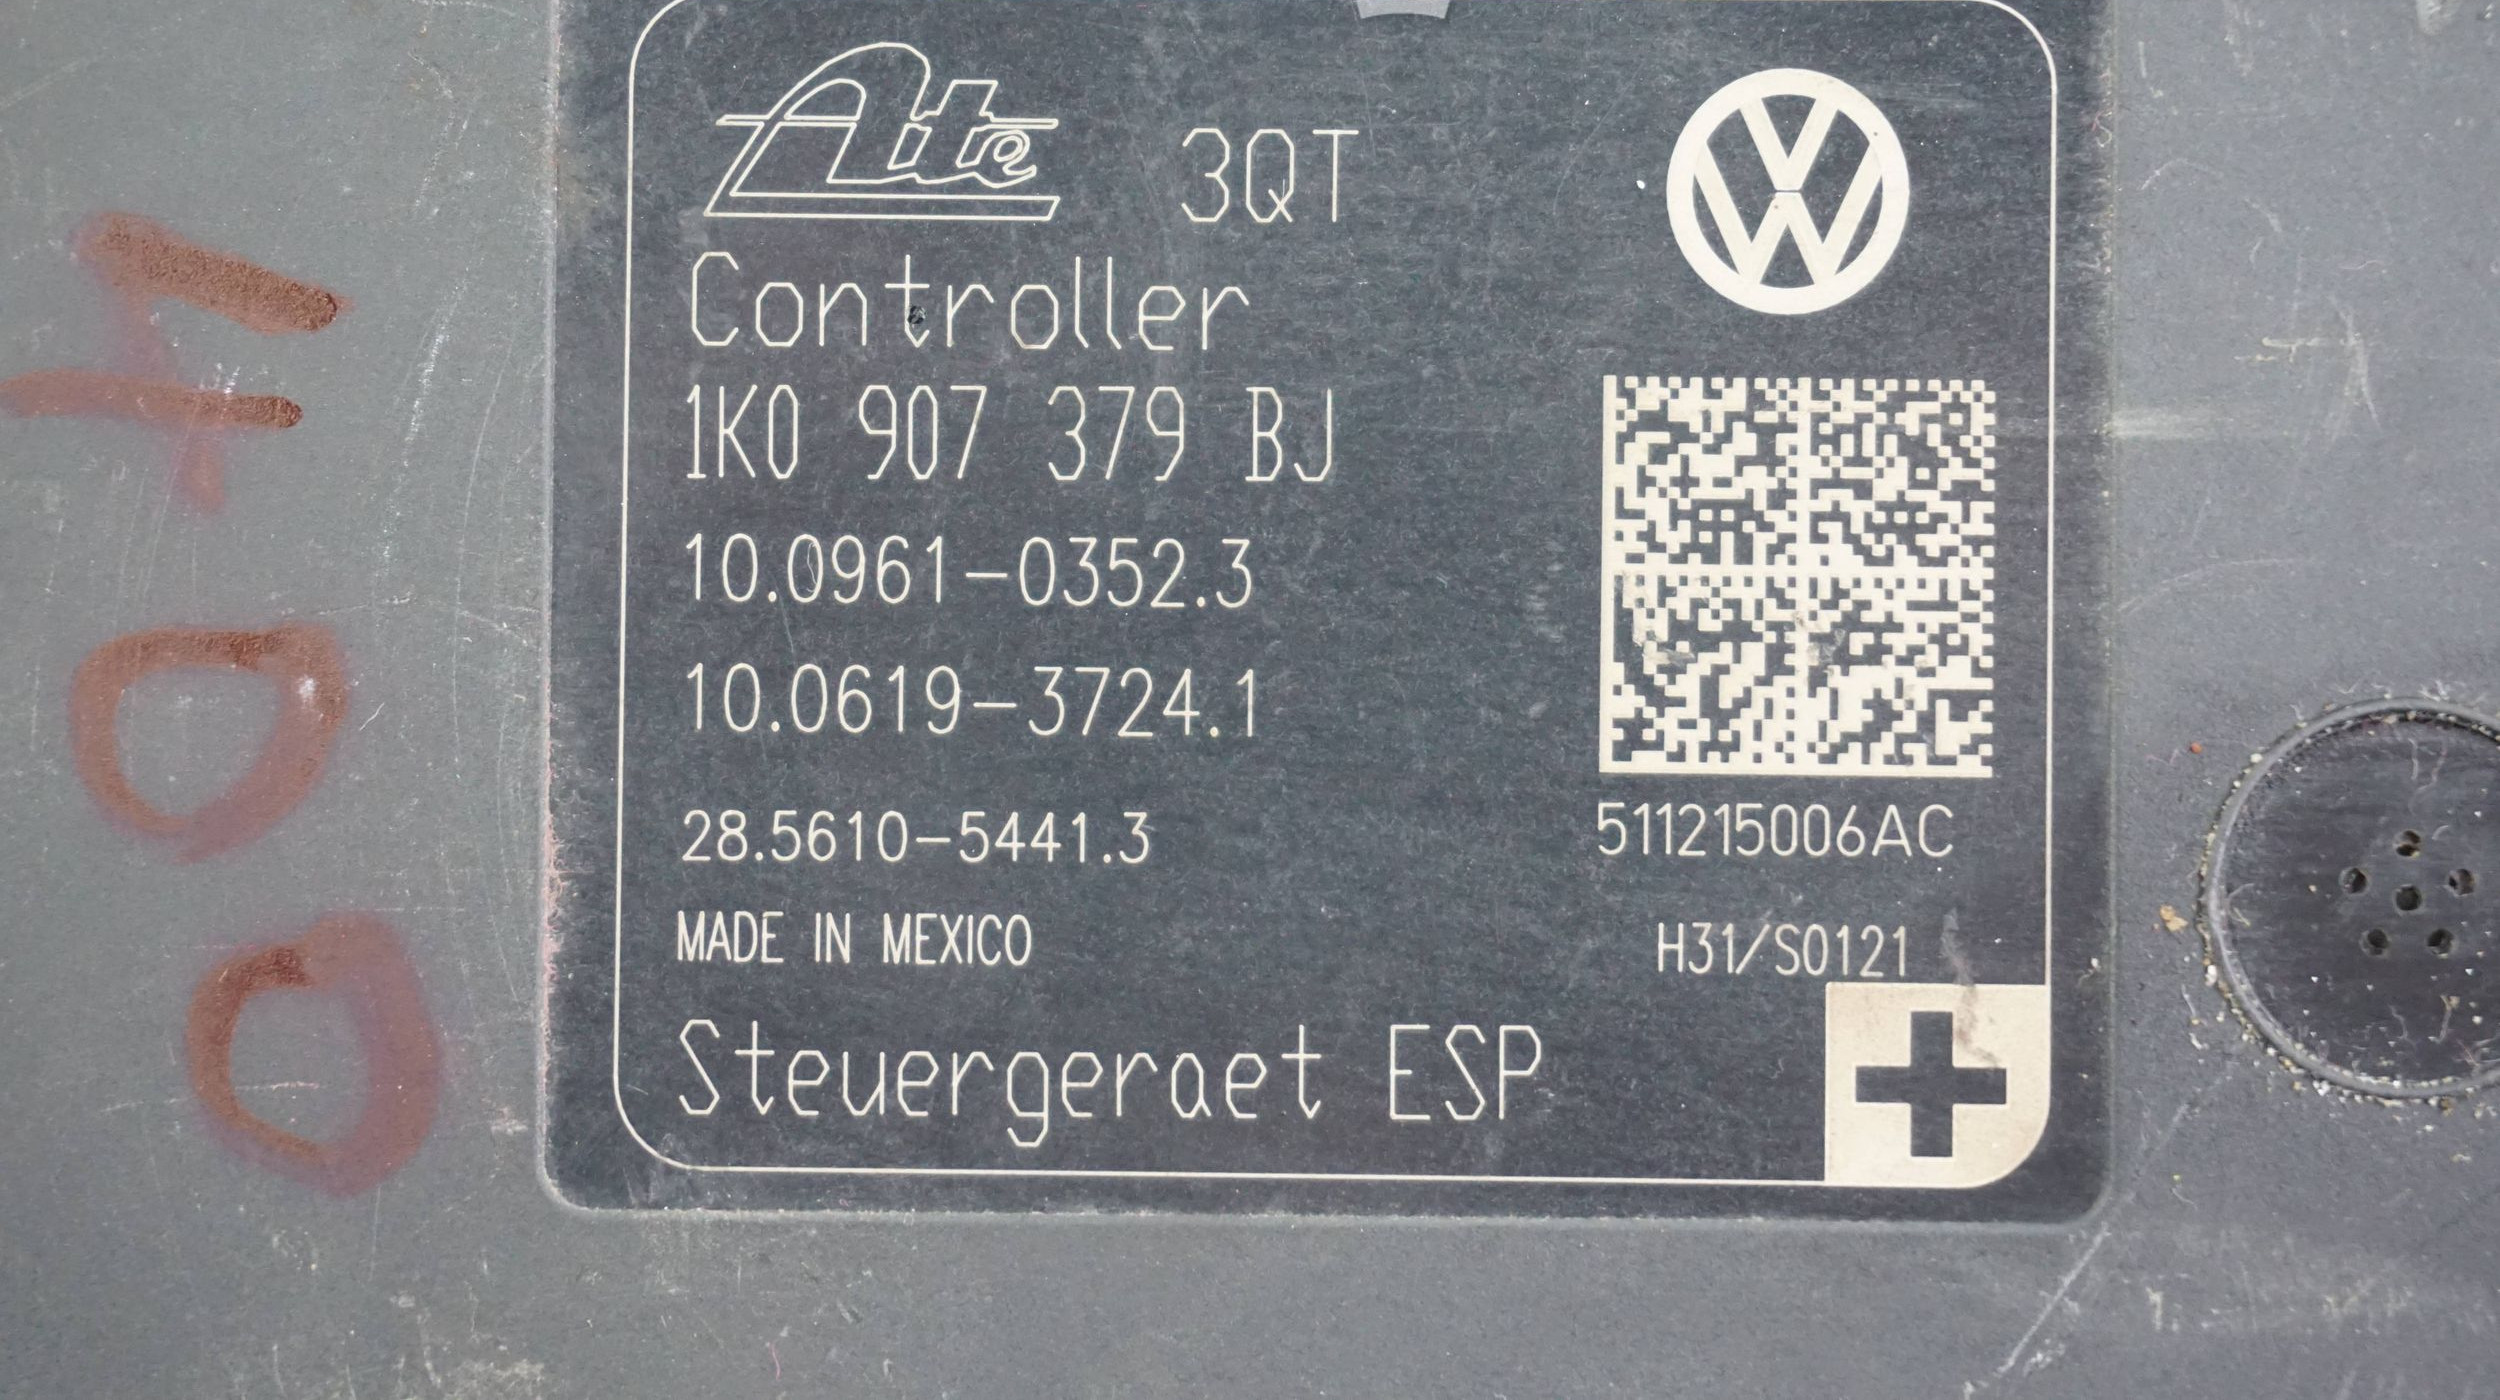 Ate 3QT
Controller
1K0 907 379 BJ
10.0961-0352.3
10.0619-3724.1
28.5610-5441.3
511215006AC
MADE IN MEXICO
H31/S0121
Steuergeraet ESP